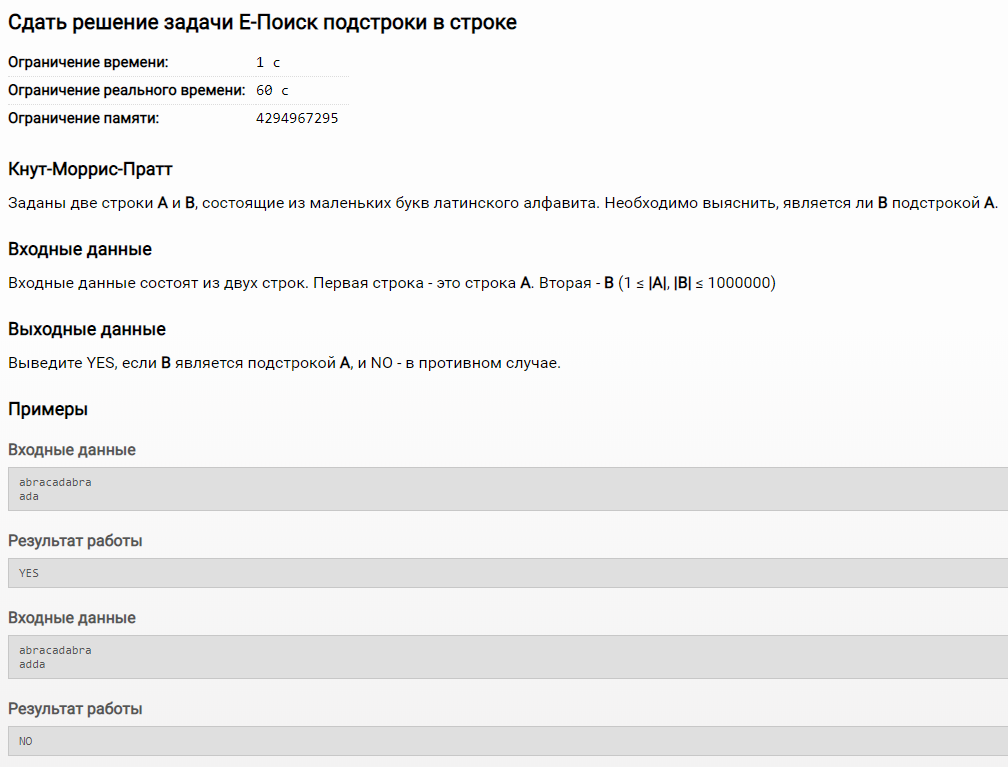 Сдать решение задачи E-Поиск подстроки в строке
Ограничение времени: 1 с
Ограничение реального времени: 60 с
Ограничение памяти: 4294967295
Кнут-Моррис-Пратт
Заданы две строки A и B, состоящие из маленьких букв латинского алфавита. Необходимо выяснить, является ли B подстрокой A.
Входные данные
Входные данные состоят из двух строк. Первая строка - это строка A. Вторая - B (1 ≤ |A|, |B| ≤ 1000000)
Выходные данные
Выведите YES, если B является подстрокой A, и NO - в противном случае.
Примеры
Входные данные
abracadabra
ada
Результат работы
YES
Входные данные
abracadabra
adda
Результат работы
NO